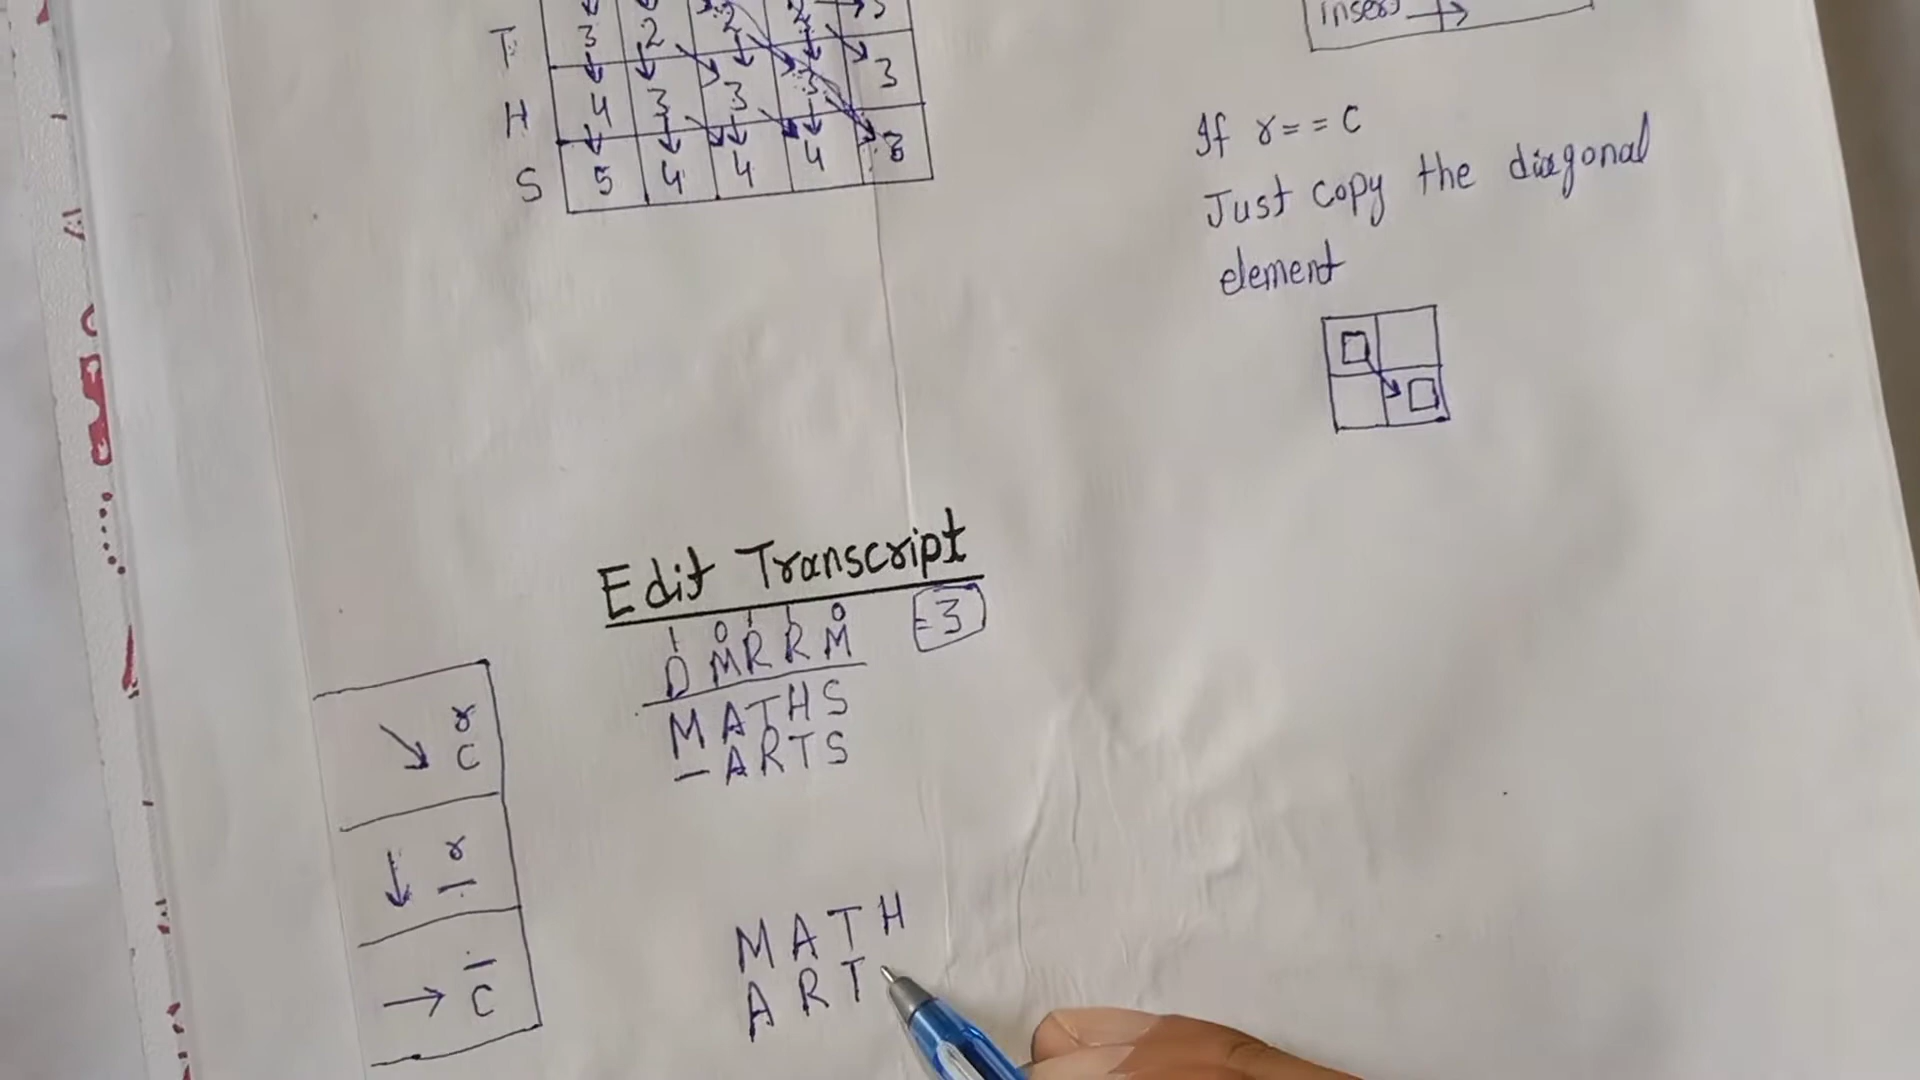 T 3 2 2 2 3
H 4 3 3 3 3
S 5 4 4 4 3
insert →
If r == C
Just copy the diagonal
element
Edit Transcript
1 0 1 1 0
D M R R M = 3
M A T H S
– A R T S
↘ r
C
↓ r
–
→ –
C
M A T H
A R T